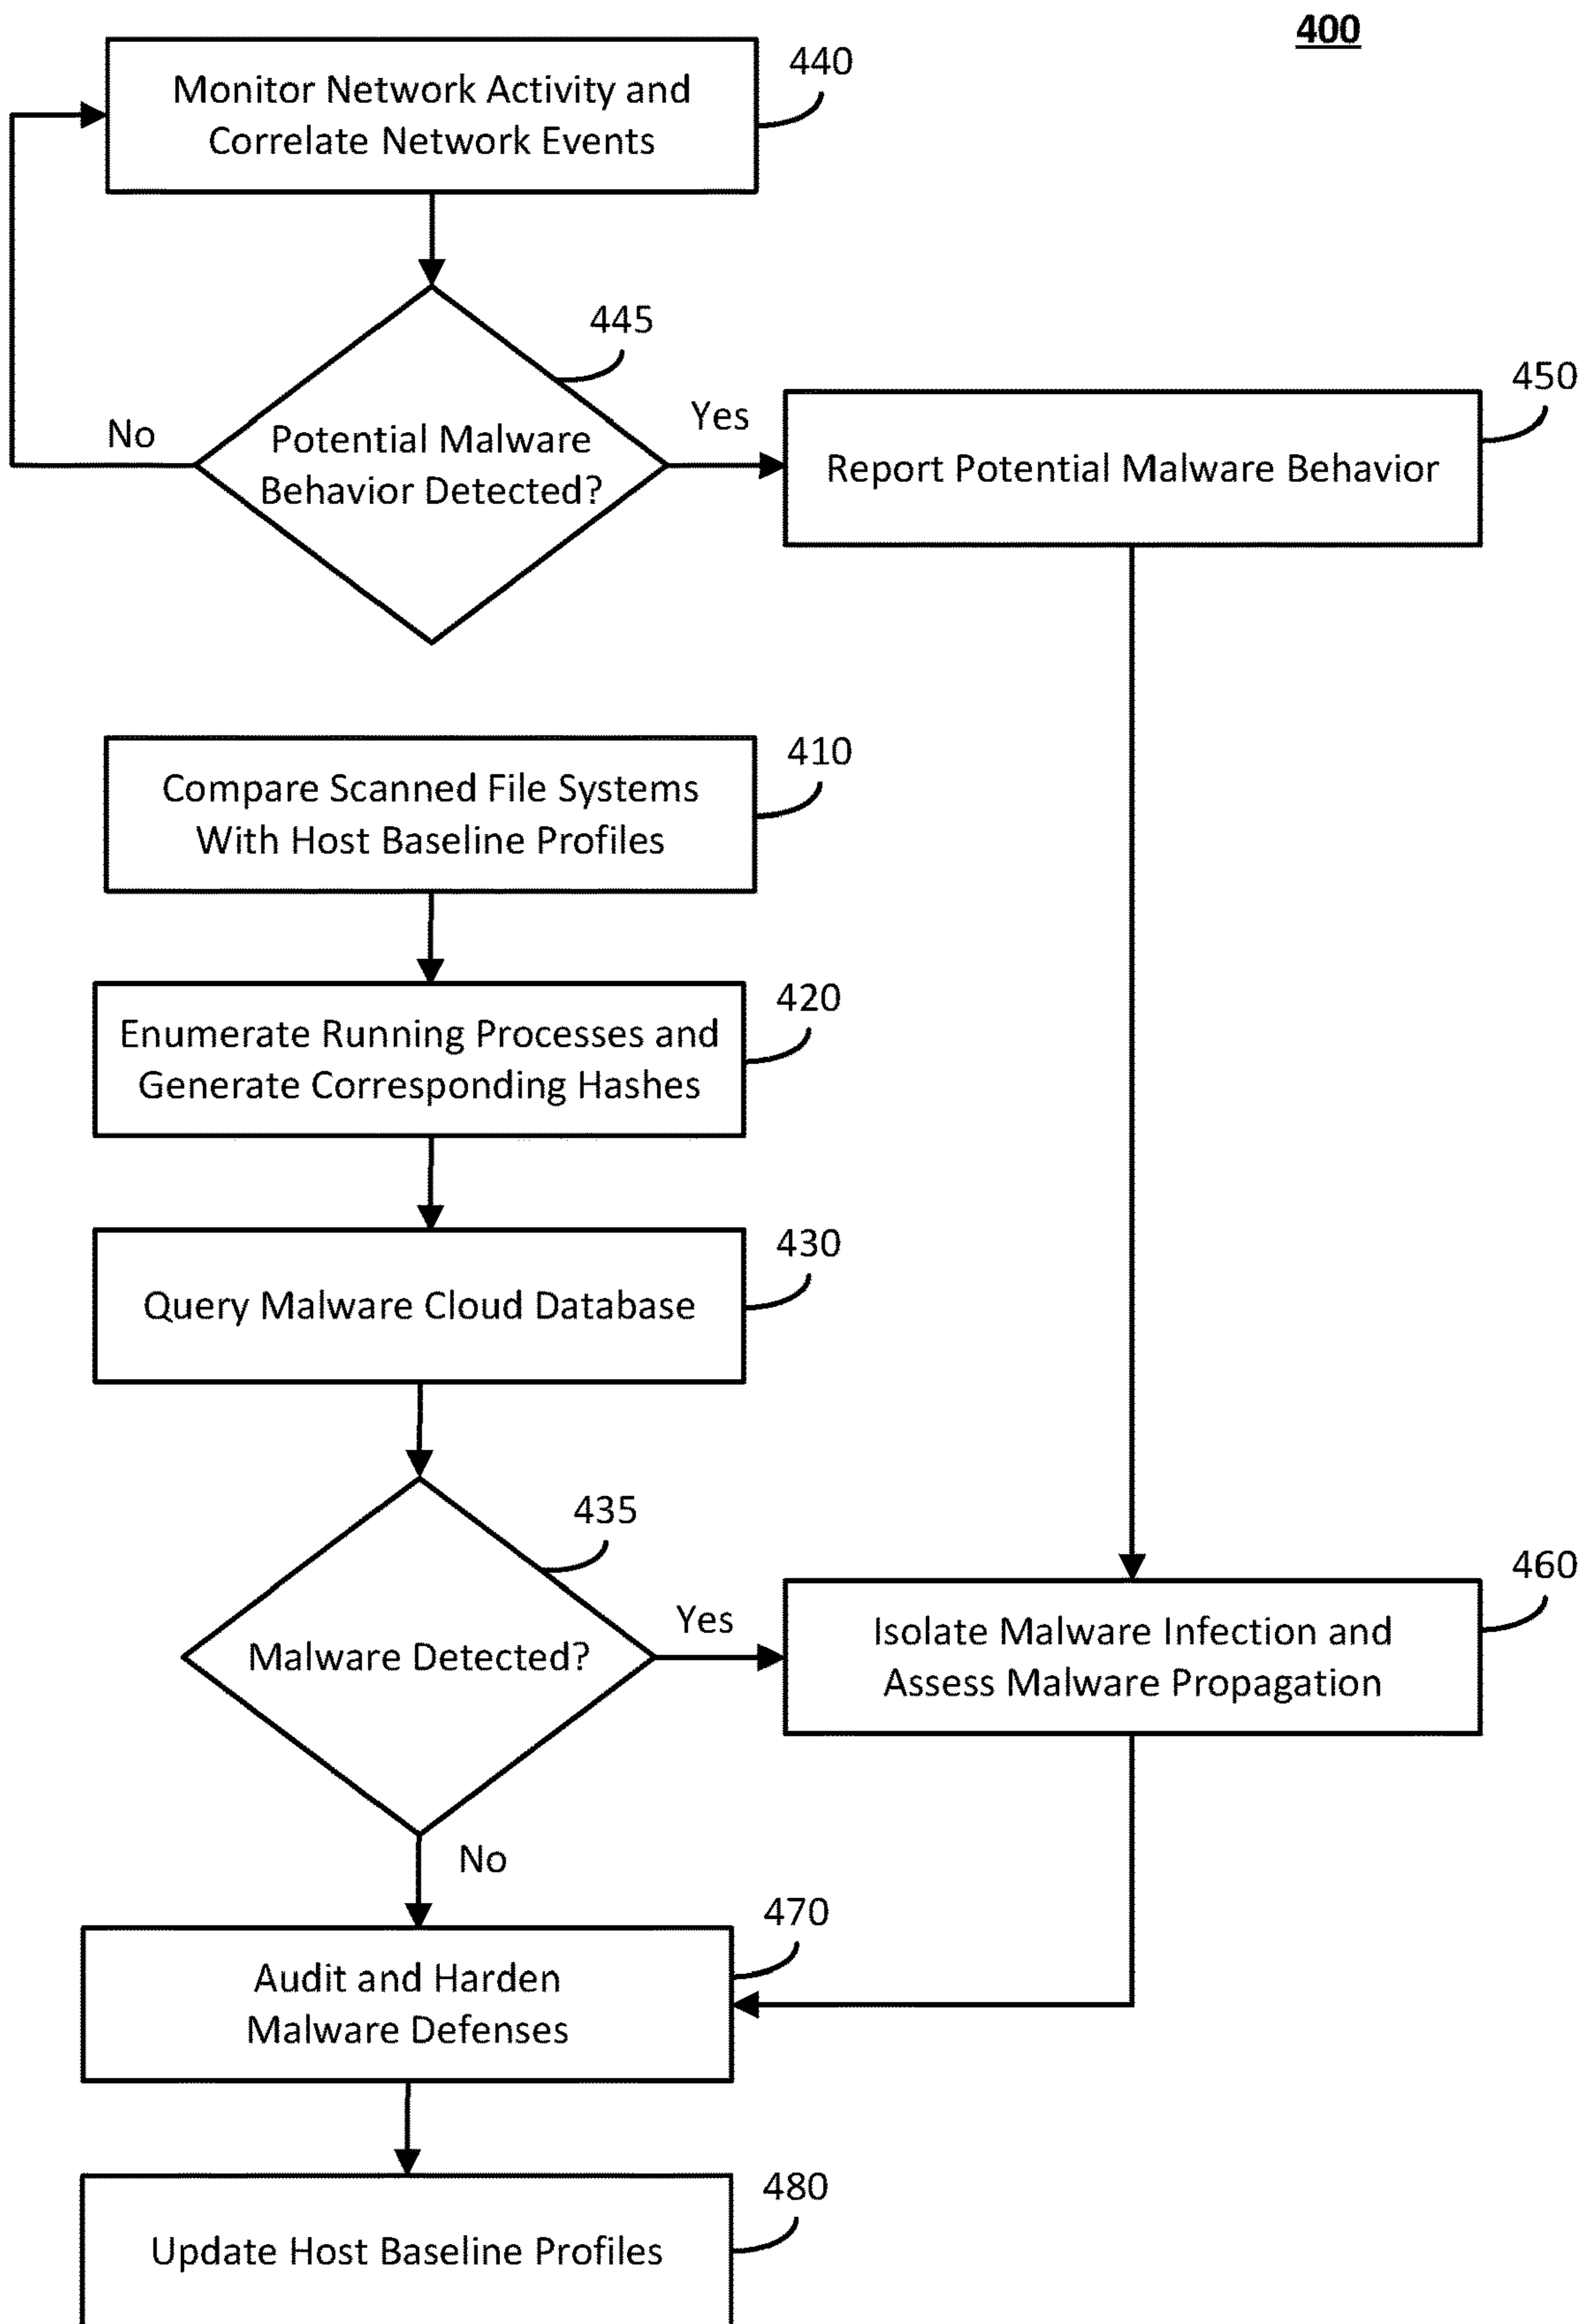 400
440
Monitor Network Activity and
Correlate Network Events
445
Potential Malware
Behavior Detected?
No
Yes
450
Report Potential Malware Behavior
410
Compare Scanned File Systems
With Host Baseline Profiles
420
Enumerate Running Processes and
Generate Corresponding Hashes
430
Query Malware Cloud Database
435
Malware Detected?
Yes
No
460
Isolate Malware Infection and
Assess Malware Propagation
470
Audit and Harden
Malware Defenses
480
Update Host Baseline Profiles